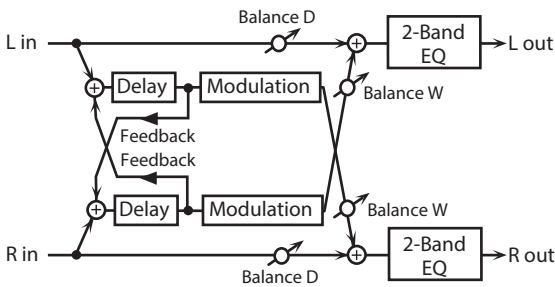 Balance D
L in
2-Band
EQ
L out
Delay
Modulation
Balance W
Feedback
Feedback
Delay
Modulation
Balance W
R in
Balance D
2-Band
EQ
R out